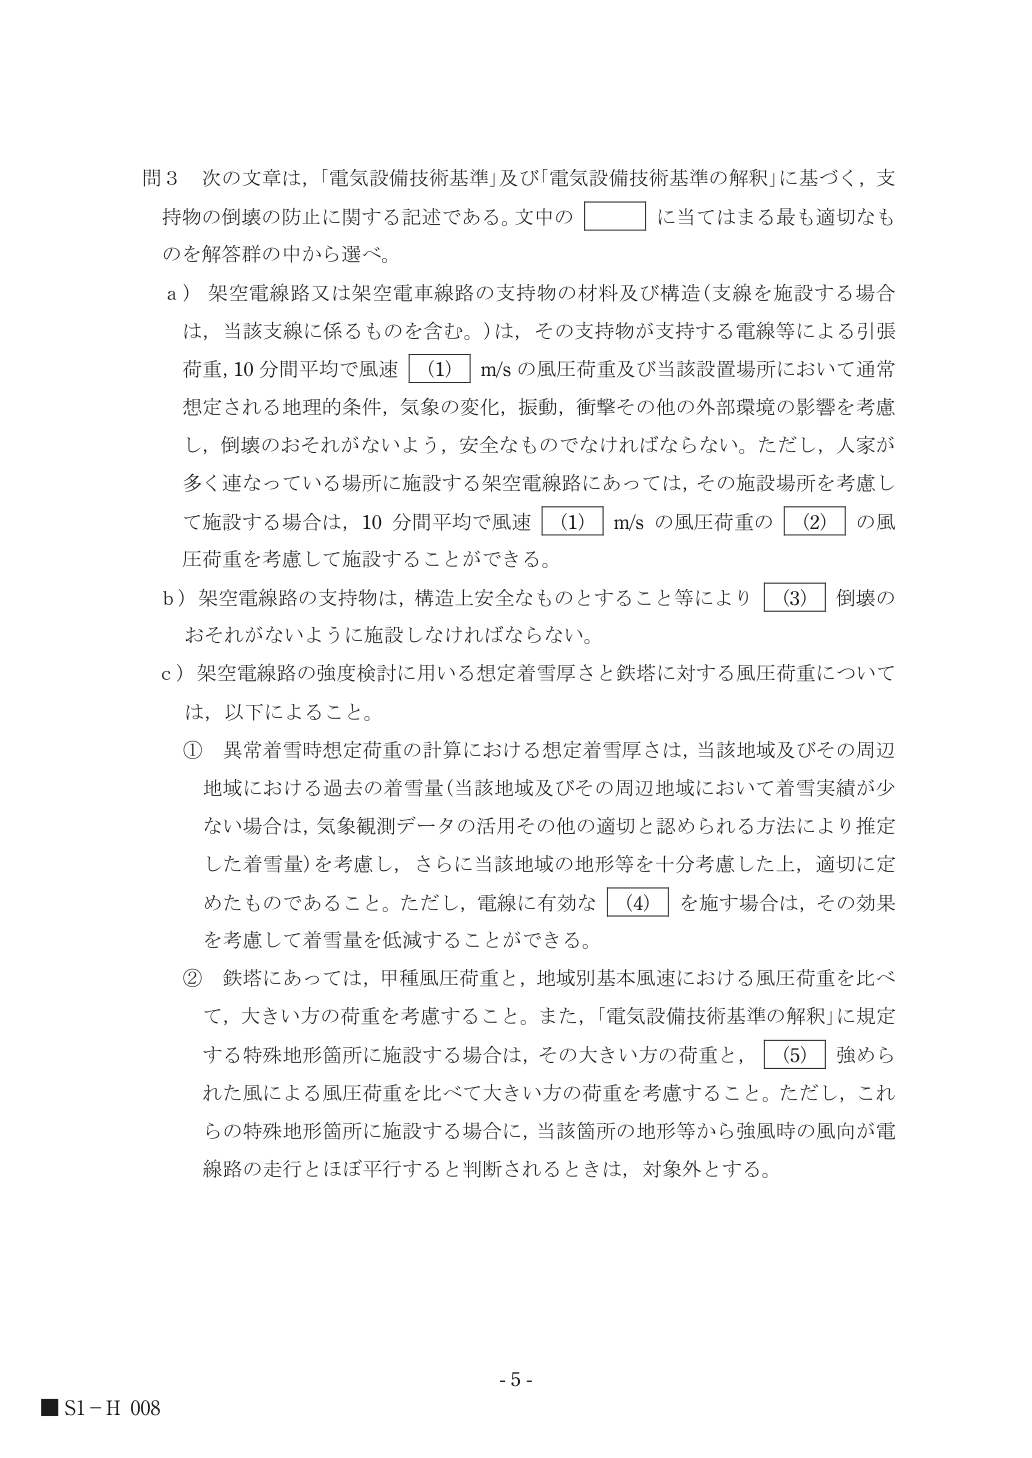 問3　次の文章は，「電気設備技術基準」及び「電気設備技術基準の解釈」に基づく，支
持物の倒壊の防止に関する記述である。文中の　　　に当てはまる最も適切なも
のを解答群の中から選べ。
a） 架空電線路又は架空電車線路の支持物の材料及び構造（支線を施設する場合
は，当該支線に係るものを含む。）は，その支持物が支持する電線等による引張
荷重，10 分間平均で風速 (1) m/s の風圧荷重及び当該設置場所において通常
想定される地理的条件，気象の変化，振動，衝撃その他の外部環境の影響を考慮
し，倒壊のおそれがないよう，安全なものでなければならない。ただし，人家が
多く連なっている場所に施設する架空電線路にあっては，その施設場所を考慮し
て施設する場合は，10 分間平均で風速 (1) m/s の風圧荷重の (2) の風
圧荷重を考慮して施設することができる。
b） 架空電線路の支持物は，構造上安全なものとすること等により (3) 倒壊の
おそれがないように施設しなければならない。
c） 架空電線路の強度検討に用いる想定着雪厚さと鉄塔に対する風圧荷重について
は，以下によること。
① 異常着雪時想定荷重の計算における想定着雪厚さは，当該地域及びその周辺
地域における過去の着雪量（当該地域及びその周辺地域において着雪実績が少
ない場合は，気象観測データの活用その他の適切と認められる方法により推定
した着雪量）を考慮し，さらに当該地域の地形等を十分考慮した上，適切に定
めたものであること。ただし，電線に有効な (4) を施す場合は，その効果
を考慮して着雪量を低減することができる。
② 鉄塔にあっては，甲種風圧荷重と，地域別基本風速における風圧荷重を比べ
て，大きい方の荷重を考慮すること。また，「電気設備技術基準の解釈」に規定
する特殊地形箇所に施設する場合は，その大きい方の荷重と， (5) 強めら
れた風による風圧荷重を比べて大きい方の荷重を考慮すること。ただし，これ
らの特殊地形箇所に施設する場合に，当該箇所の地形等から強風時の風向が電
線路の走行とほぼ平行すると判断されるときは，対象外とする。
- 5 -
■ S1－H 008